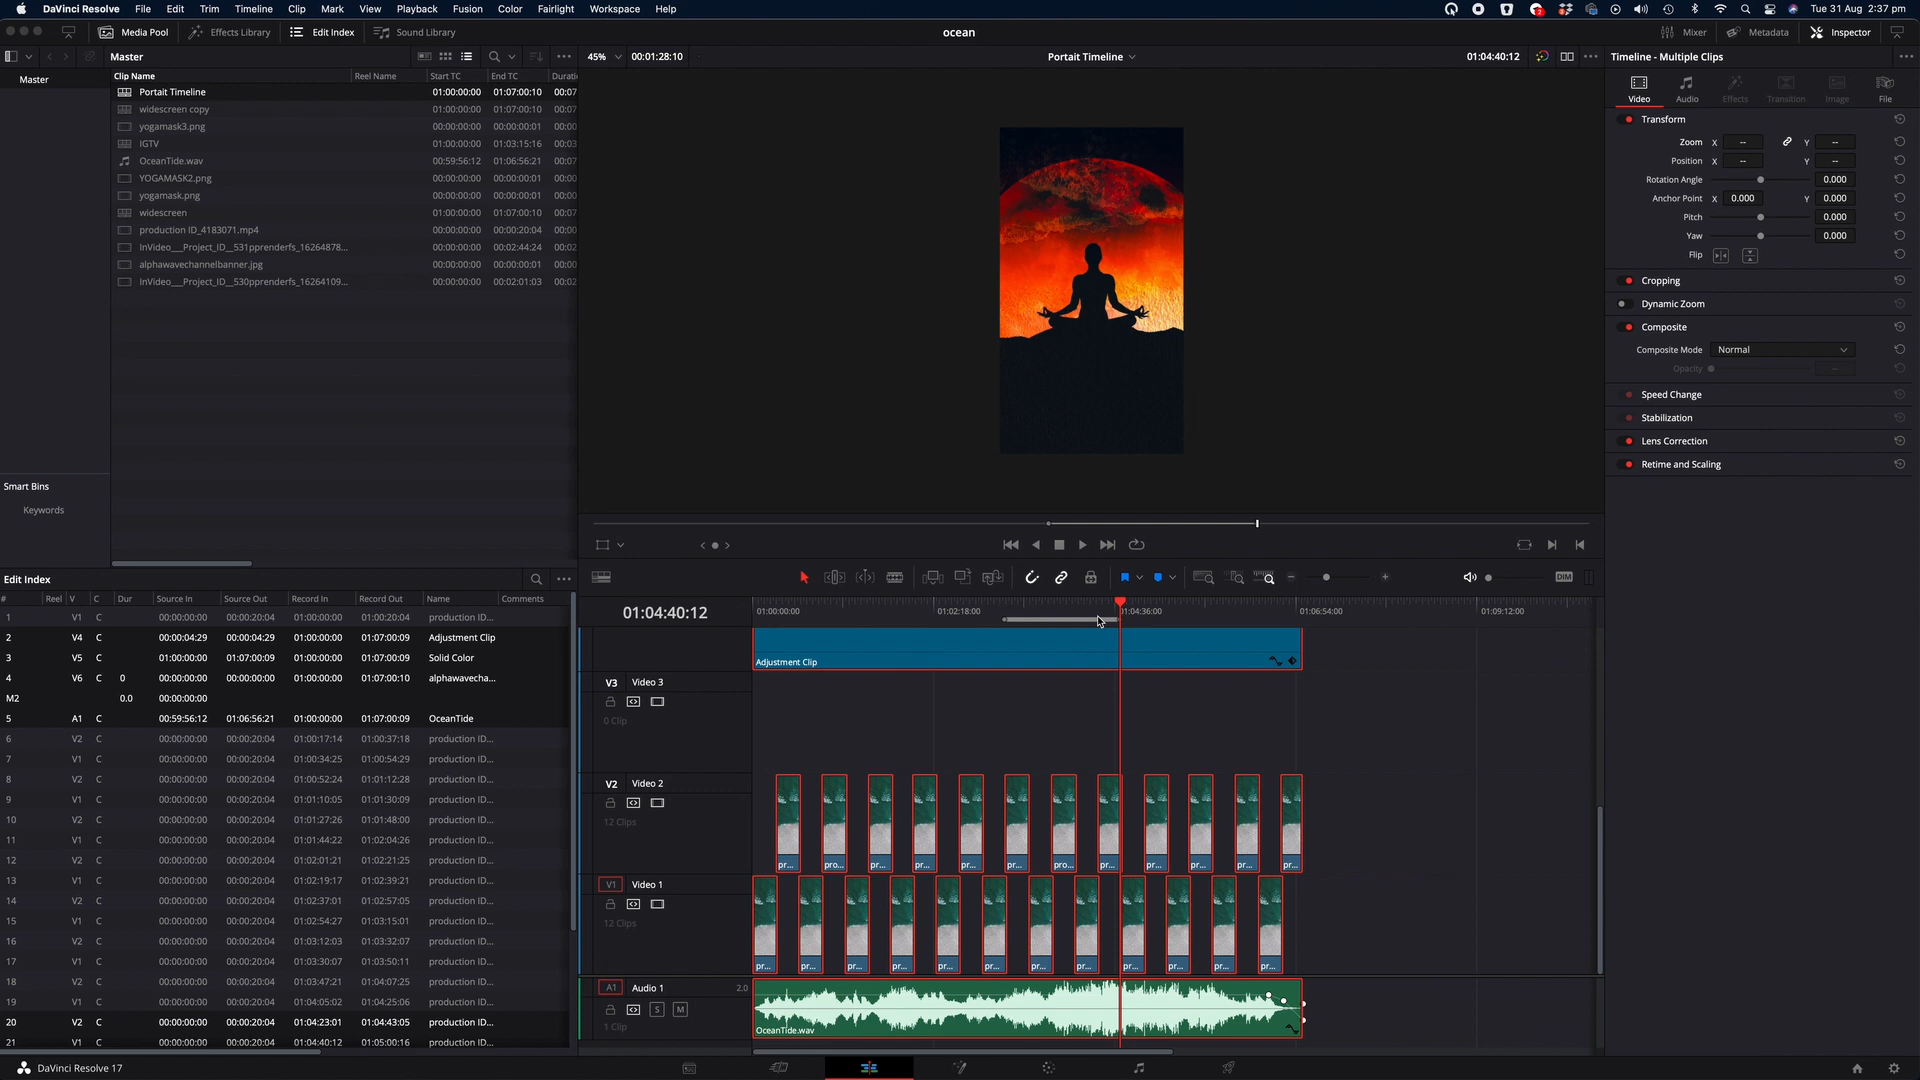 DaVinci Resolve File Edit Trim Timeline Clip Mark View Playback Fusion Color Fairlight Workspace Help
Tue 31 Aug 2:37 pm
Media Pool Effects Library Edit Index Sound Library
ocean
Mixer Metadata Inspector
Master
45% 00:01:28:10
Portait Timeline
01:04:40:12
Timeline - Multiple Clips
Master
Clip Name Reel Name Start TC End TC Durati
Portait Timeline 01:00:00:00 01:07:00:10 00:07
widescreen copy 01:00:00:00 01:07:00:10 00:07
yogamask3.png 00:00:00:00 00:00:00:01 00:00
IGTV 01:00:00:00 01:03:15:16 00:03
OceanTide.wav 00:59:56:12 01:06:56:21 00:07
YOGAMASK2.png 00:00:00:00 00:00:00:01 00:00
yogamask.png 00:00:00:00 00:00:00:01 00:00
widescreen 01:00:00:00 01:07:00:10 00:07
production ID_4183071.mp4 00:00:00:00 00:00:20:04 00:00
InVideo___Project_ID__531pprenderfs_16264878... 00:00:00:00 00:02:44:24 00:02
alphawavechannelbanner.jpg 00:00:00:00 00:00:00:01 00:00
InVideo___Project_ID__530pprenderfs_16264109... 00:00:00:00 00:02:01:03 00:02
Smart Bins
Keywords
Video Audio Effects Transition Image File
Transform
Zoom X -- Y --
Position X -- Y --
Rotation Angle 0.000
Anchor Point X 0.000 Y 0.000
Pitch 0.000
Yaw 0.000
Flip
Cropping
Dynamic Zoom
Composite
Composite Mode Normal
Opacity --
Speed Change
Stabilization
Lens Correction
Retime and Scaling
Edit Index
# Reel V C Dur Source In Source Out Record In Record Out Name Comments
1 V1 C 00:00:00:00 00:00:20:04 01:00:00:00 01:00:20:04 production ID...
2 V4 C 00:00:04:29 00:00:04:29 01:00:00:00 01:07:00:09 Adjustment Clip
3 V5 C 01:00:00:00 01:07:00:09 01:00:00:00 01:07:00:09 Solid Color
4 V6 C 0 00:00:00:00 00:00:00:00 01:00:00:00 01:07:00:10 alphawavecha...
M2 0.0 00:00:00:00
5 A1 C 00:59:56:12 01:06:56:21 01:00:00:00 01:07:00:09 OceanTide
6 V2 C 00:00:00:00 00:00:20:04 01:00:17:14 01:00:37:18 production ID...
7 V1 C 00:00:00:00 00:00:20:04 01:00:34:25 01:00:54:29 production ID...
8 V2 C 00:00:00:00 00:00:20:04 01:00:52:24 01:01:12:28 production ID...
9 V1 C 00:00:00:00 00:00:20:04 01:01:10:05 01:01:30:09 production ID...
10 V2 C 00:00:00:00 00:00:20:04 01:01:27:26 01:01:48:00 production ID...
11 V1 C 00:00:00:00 00:00:20:04 01:01:44:22 01:02:04:26 production ID...
12 V2 C 00:00:00:00 00:00:20:04 01:02:01:21 01:02:21:25 production ID...
13 V1 C 00:00:00:00 00:00:20:04 01:02:19:17 01:02:39:21 production ID...
14 V2 C 00:00:00:00 00:00:20:04 01:02:37:01 01:02:57:05 production ID...
15 V1 C 00:00:00:00 00:00:20:04 01:02:54:27 01:03:15:01 production ID...
16 V2 C 00:00:00:00 00:00:20:04 01:03:12:03 01:03:32:07 production ID...
17 V1 C 00:00:00:00 00:00:20:04 01:03:30:07 01:03:50:11 production ID...
18 V2 C 00:00:00:00 00:00:20:04 01:03:47:21 01:04:07:25 production ID...
19 V1 C 00:00:00:00 00:00:20:04 01:04:05:02 01:04:25:06 production ID...
20 V2 C 00:00:00:00 00:00:20:04 01:04:23:01 01:04:43:05 production ID...
21 V1 C 00:00:00:00 00:00:20:04 01:04:40:12 01:05:00:16 production ID...
DIM
01:04:40:12
01:00:00:00 01:02:18:00 01:04:36:00 01:06:54:00 01:09:12:00
Adjustment Clip
V3 Video 3
0 Clip
V2 Video 2
12 Clips
pr... pro... pr... pr... pr... pr... pro... pr... pr... pr... pr... pr...
V1 Video 1
12 Clips
pr... pr... pr... pr... pr... pr... pr... pr... pr... pr... pr... pr...
A1 Audio 1 2.0
S M
1 Clip
OceanTide.wav
DaVinci Resolve 17